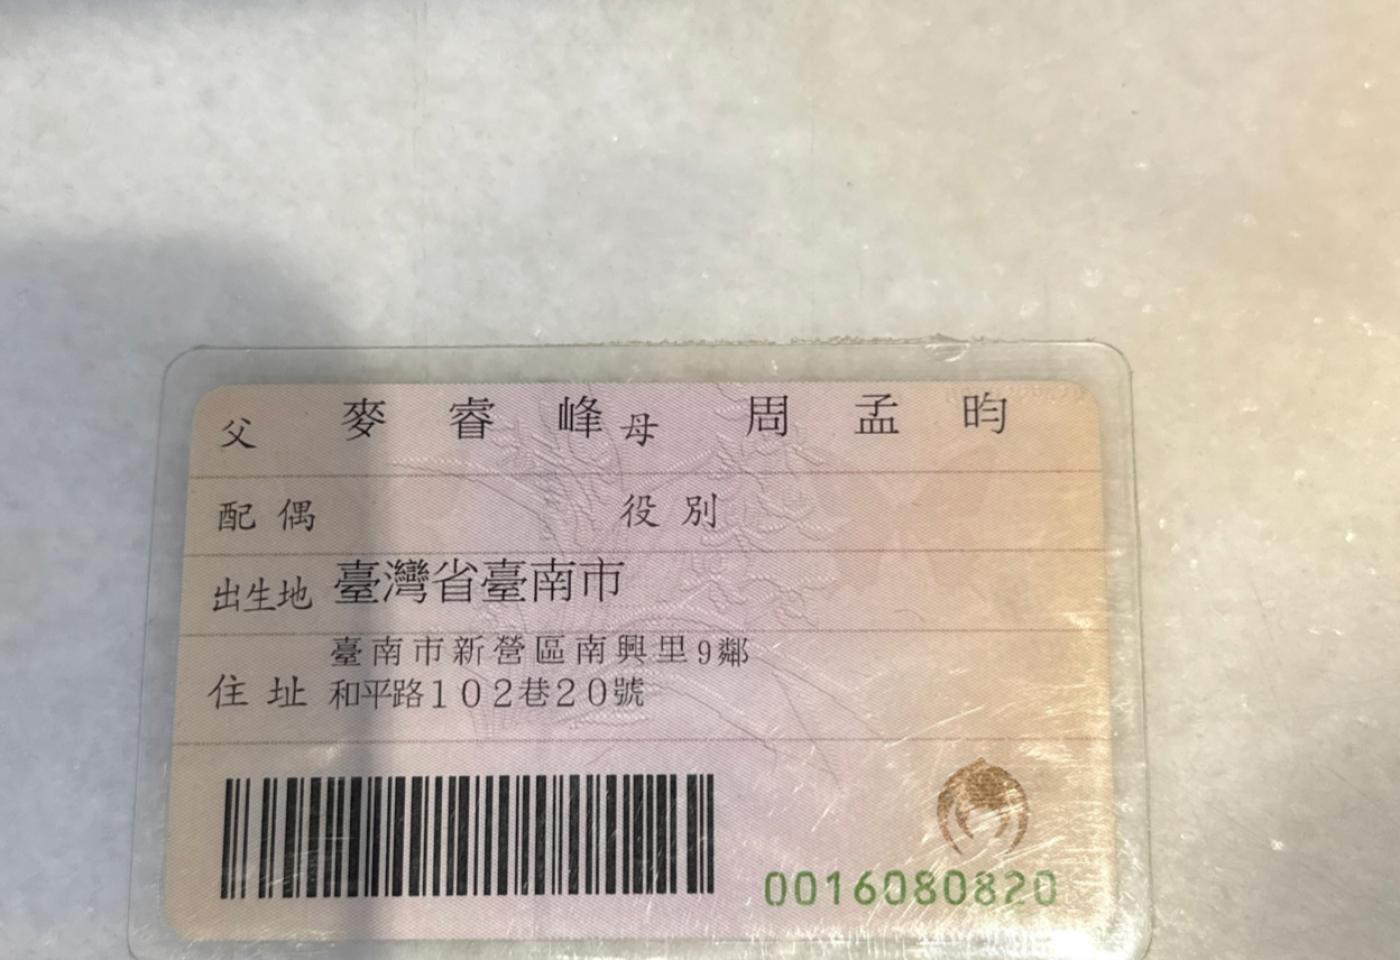 父 麥睿峰 母 周孟昀
配偶 役別
出生地 臺灣省臺南市
臺南市新營區南興里9鄰
住址 和平路102巷20號
0016080820